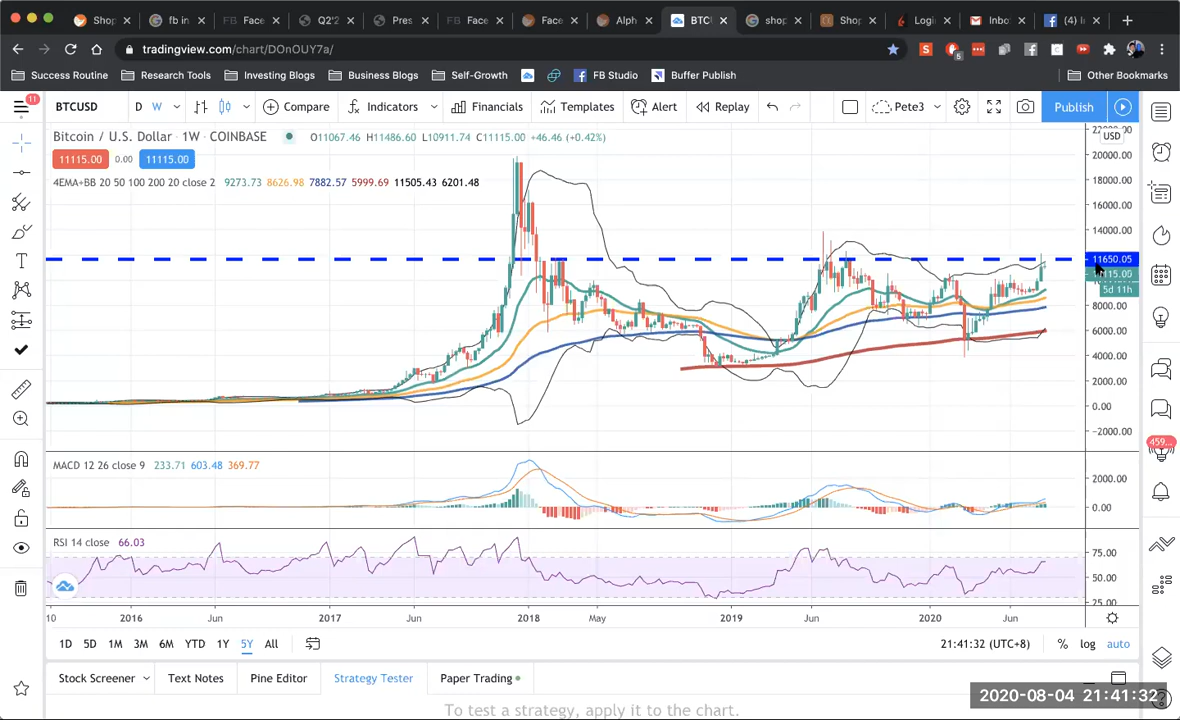 Shop
fb in
Face
Q2'2
Pres
Face
Face
Alph
BTCU
shop
Shop
Logi
Inbo
(4) I
tradingview.com/chart/DOnOUY7a/
Success Routine Research Tools Investing Blogs Business Blogs Self-Growth FB Studio Buffer Publish Other Bookmarks
11 BTCUSD D W Compare Indicators Financials Templates Alert Replay Pete3 Publish
Bitcoin / U.S. Dollar · 1W · COINBASE O11067.46 H11486.60 L10911.74 C11115.00 +46.46 (+0.42%)
USD
11115.00 0.00 11115.00
4EMA+BB 20 50 100 200 20 close 2 9273.73 8626.98 7882.57 5999.69 11505.43 6201.48
20000.00
18000.00
16000.00
14000.00
11650.05
11115.00
5d 11h
8000.00
6000.00
4000.00
2000.00
0.00
−2000.00
459...
MACD 12 26 close 9 233.71 603.48 369.77
2000.00
0.00
RSI 14 close 66.03
75.00
50.00
25.00
10 2016 Jun 2017 Jun 2018 May 2019 Jun 2020 Jun
1D 5D 1M 3M 6M YTD 1Y 5Y All 21:41:32 (UTC+8) % log auto
Stock Screener Text Notes Pine Editor Strategy Tester Paper Trading
2020-08-04 21:41:32
To test a strategy, apply it to the chart.